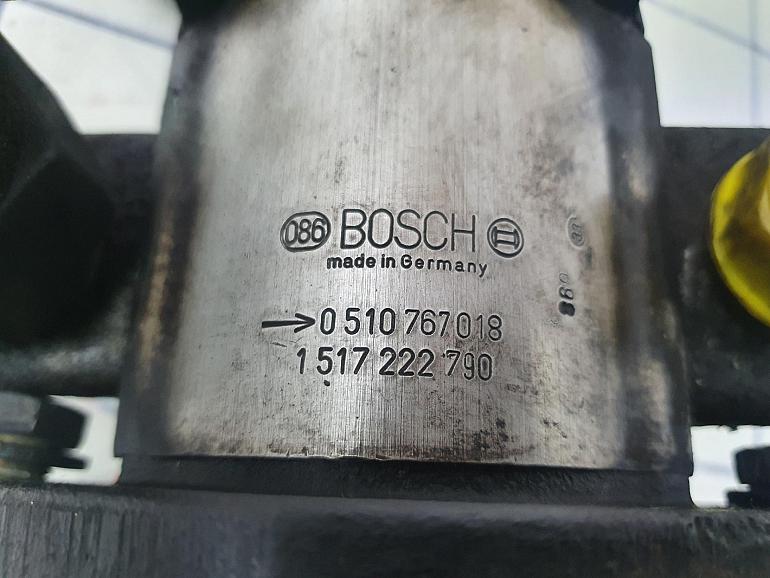 086 BOSCH
made in Germany
→0 510 767 018
1 517 222 790